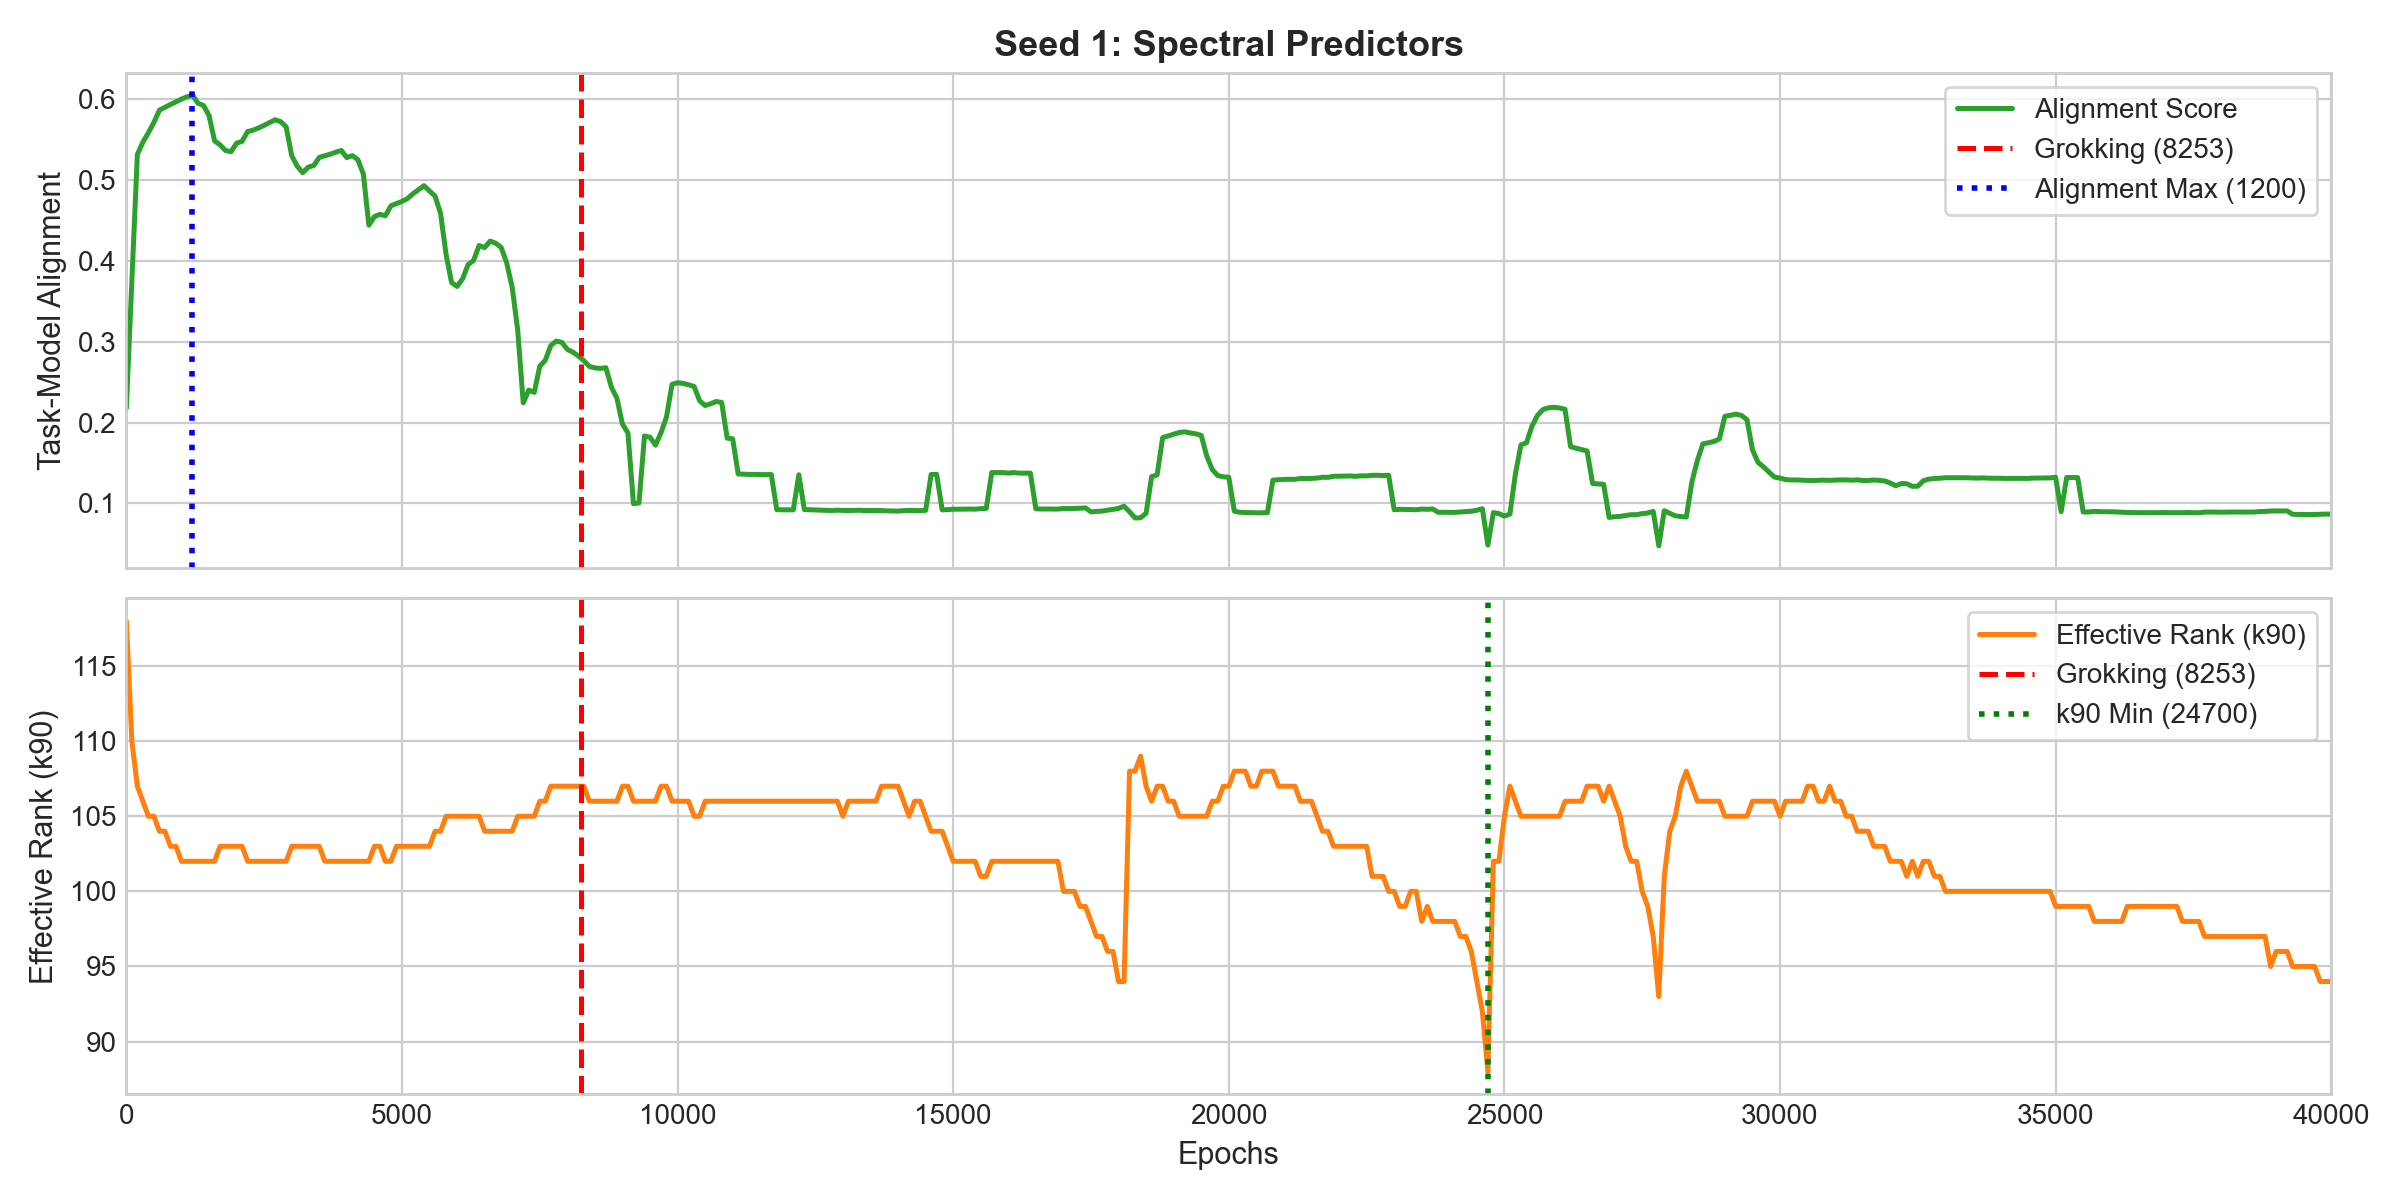 Seed 1: Spectral Predictors
Task-Model Alignment
0.6
0.5
0.4
0.3
0.2
0.1
Alignment Score
Grokking (8253)
Alignment Max (1200)
Effective Rank (k90)
115
110
105
100
95
90
Effective Rank (k90)
Grokking (8253)
k90 Min (24700)
0 5000 10000 15000 20000 25000 30000 35000 40000
Epochs